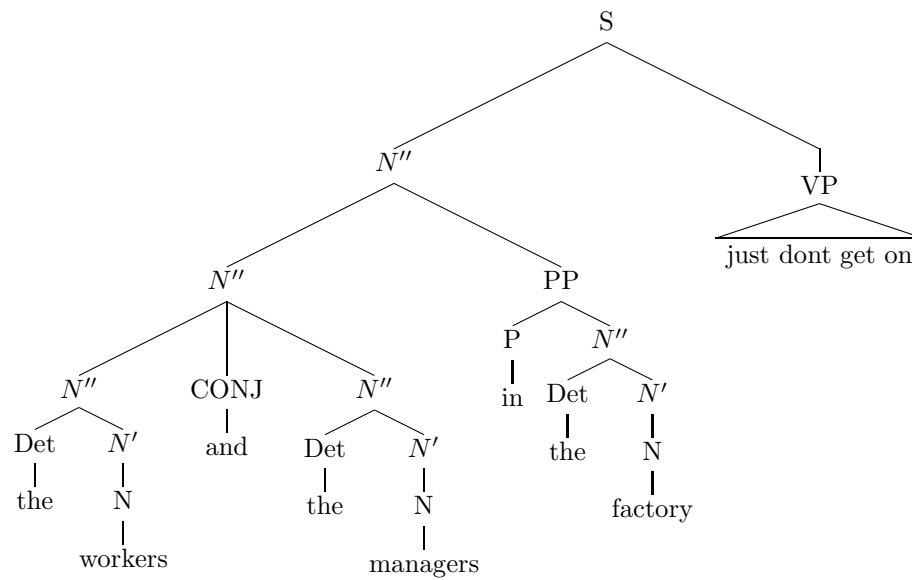 S
N′′
VP
just dont get on
N′′ PP
P N′′
N′′ CONJ N′′
in Det N′
Det N′ and Det N′
the N
the N the N
factory
workers managers